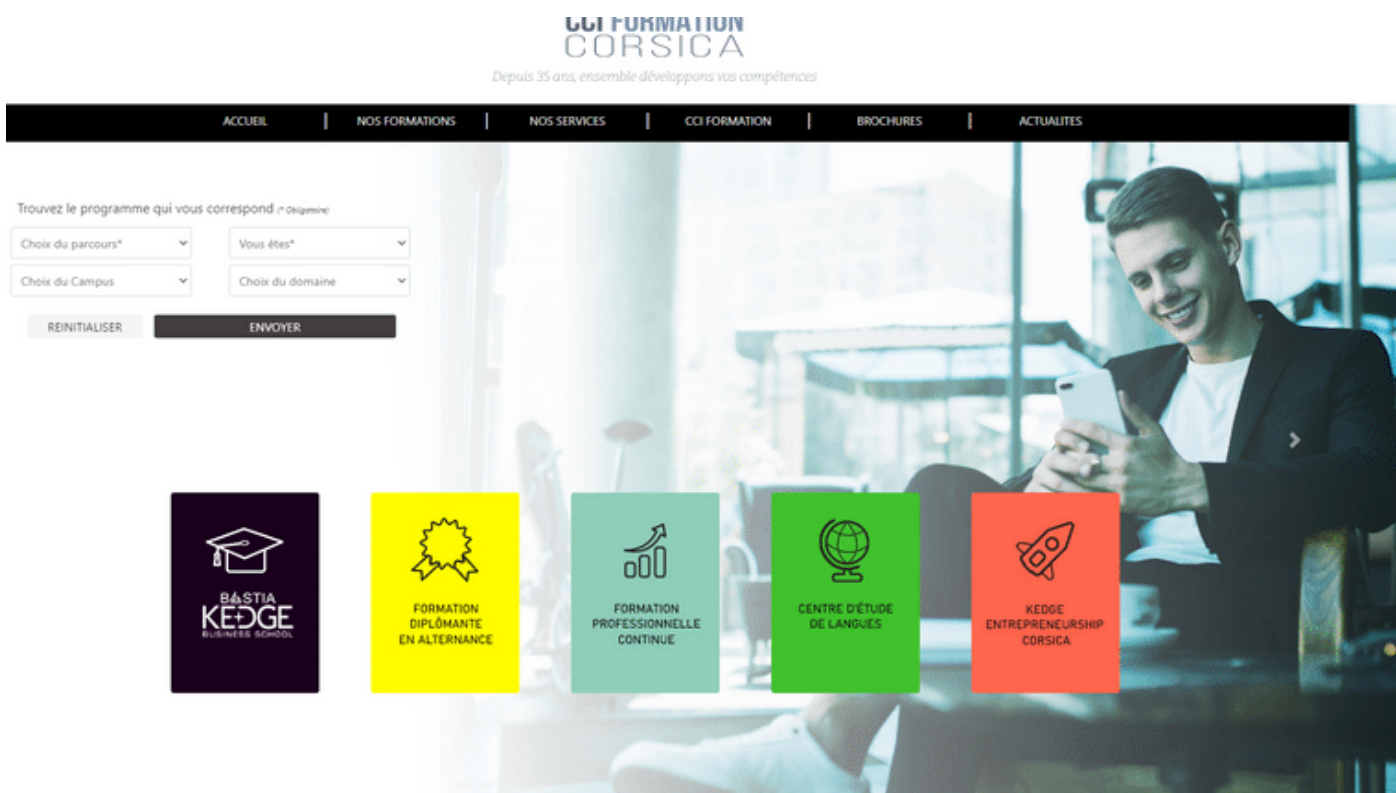 CCI FORMATION
CORSICA
Depuis 35 ans, ensemble développons vos compétences
ACCUEIL | NOS FORMATIONS | NOS SERVICES | CCI FORMATION | BROCHURES | ACTUALITES
Trouvez le programme qui vous correspond (* Obligatoire)
Choix du parcours* Vous êtes*
Choix du Campus Choix du domaine
REINITIALISER ENVOYER
BASTIA
KEDGE
BUSINESS SCHOOL
FORMATION
DIPLÔMANTE
EN ALTERNANCE
FORMATION
PROFESSIONNELLE
CONTINUE
CENTRE D'ÉTUDE
DE LANGUES
KEDGE
ENTREPRENEURSHIP
CORSICA